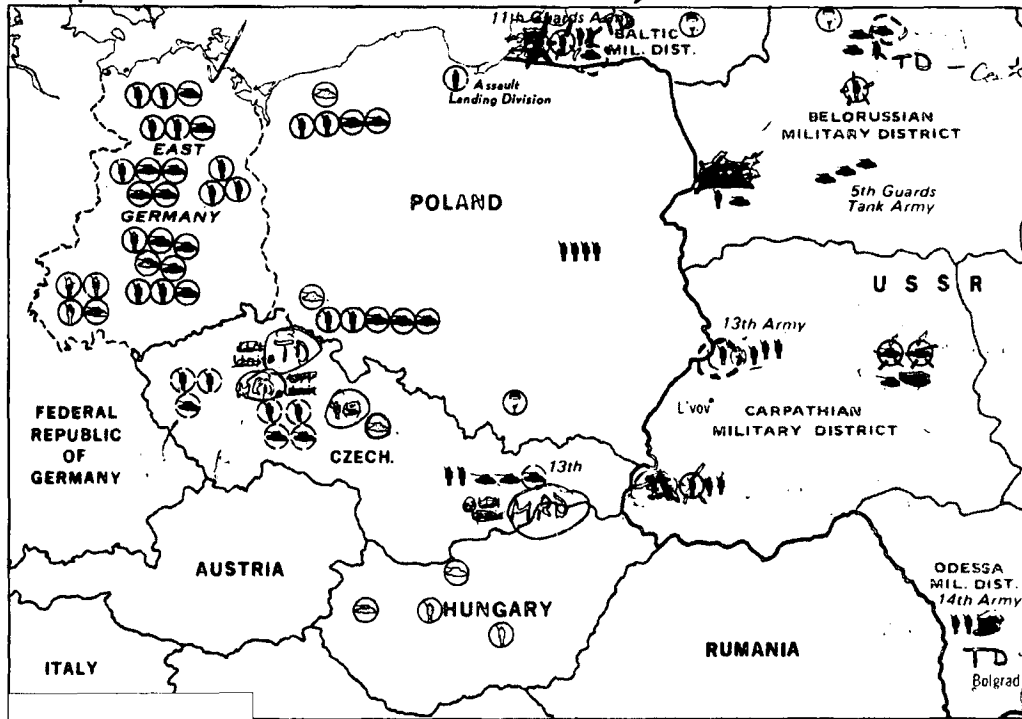 11th Guards Army
BALTIC
MIL. DIST.
TD
Assault
Landing Division
BELORUSSIAN
MILITARY DISTRICT
EAST
GERMANY
POLAND
5th Guards
Tank Army
U S S R
13th Army
L'vov
CARPATHIAN
MILITARY DISTRICT
FEDERAL
REPUBLIC
OF
GERMANY
TD
CZECH.
13th
MRD
AUSTRIA
HUNGARY
ODESSA
MIL. DIST.
14th Army
TD
Bolgrad
RUMANIA
ITALY